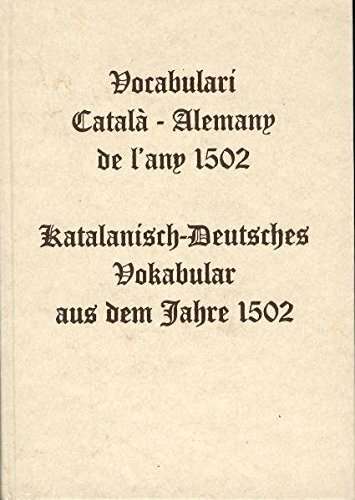 Vocabulari
Català - Alemany
de l'any 1502
Katalanisch-Deutsches
Vokabular
aus dem Jahre 1502